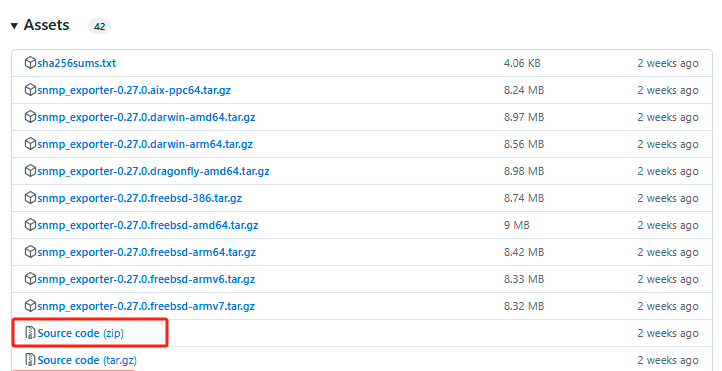 Assets 42
sha256sums.txt 4.06 KB 2 weeks ago
snmp_exporter-0.27.0.aix-ppc64.tar.gz 8.24 MB 2 weeks ago
snmp_exporter-0.27.0.darwin-amd64.tar.gz 8.97 MB 2 weeks ago
snmp_exporter-0.27.0.darwin-arm64.tar.gz 8.56 MB 2 weeks ago
snmp_exporter-0.27.0.dragonfly-amd64.tar.gz 8.98 MB 2 weeks ago
snmp_exporter-0.27.0.freebsd-386.tar.gz 8.74 MB 2 weeks ago
snmp_exporter-0.27.0.freebsd-amd64.tar.gz 9 MB 2 weeks ago
snmp_exporter-0.27.0.freebsd-arm64.tar.gz 8.42 MB 2 weeks ago
snmp_exporter-0.27.0.freebsd-armv6.tar.gz 8.33 MB 2 weeks ago
snmp_exporter-0.27.0.freebsd-armv7.tar.gz 8.32 MB 2 weeks ago
Source code (zip) 2 weeks ago
Source code (tar.gz) 2 weeks ago